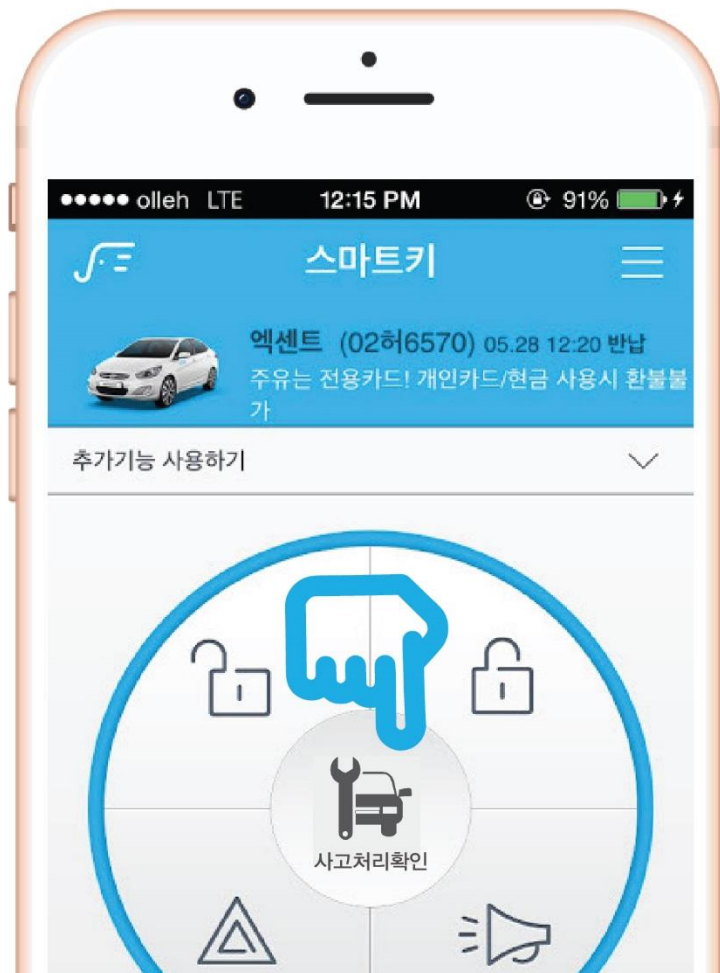 olleh LTE 12:15 PM 91%
스마트키
엑센트 (02허6570) 05.28 12:20 반납
주유는 전용카드! 개인카드/현금 사용시 환불불
가
추가기능 사용하기
사고처리확인